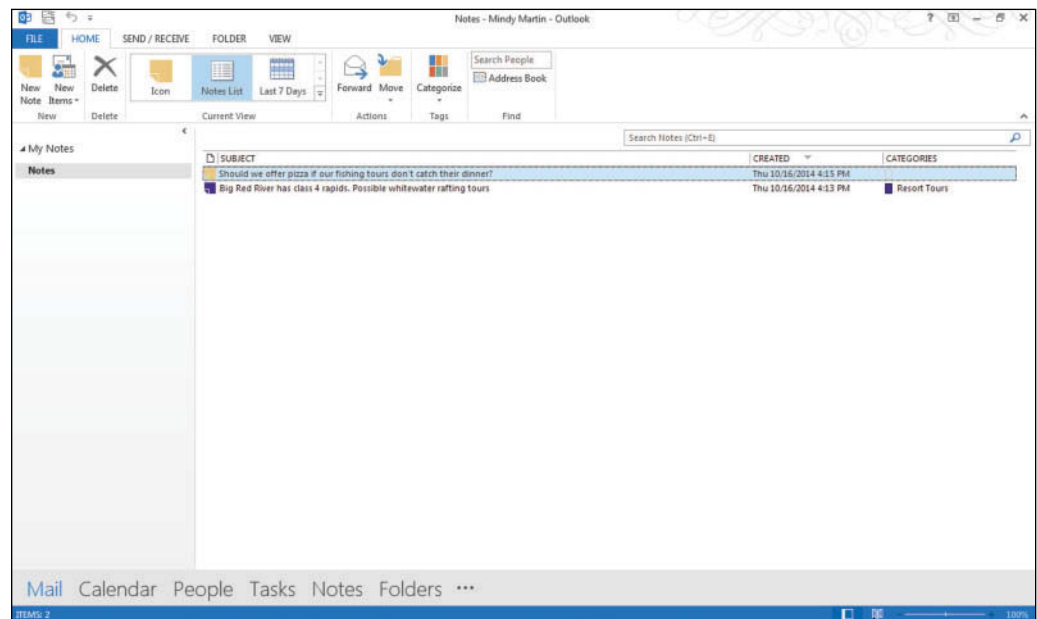 Notes - Mindy Martin - Outlook
FILE HOME SEND / RECEIVE FOLDER VIEW
New Note
New Items
Delete
Icon
Notes List
Last 7 Days
Forward
Move
Categorize
Search People
Address Book
New Delete Current View Actions Tags Find
Search Notes (Ctrl+E)
My Notes
Notes
SUBJECT CREATED CATEGORIES
Should we offer pizza if our fishing tours don't catch their dinner? Thu 10/16/2014 4:15 PM
Big Red River has class 4 rapids. Possible whitewater rafting tours Thu 10/16/2014 4:13 PM Resort Tours
Mail Calendar People Tasks Notes Folders •••
ITEMS: 2 100%